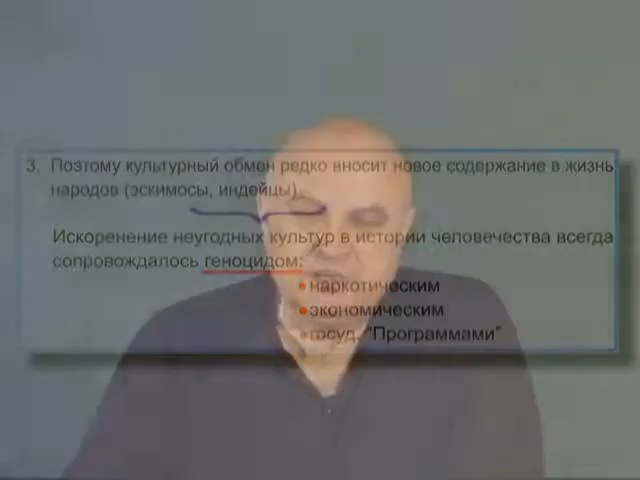 3. Поэтому культурный обмен редко вносит новое содержание в жизнь
народов (эскимосы, индейцы).
Искоренение неугодных культур в истории человечества всегда
сопровождалось геноцидом:
• наркотическим
• экономическим
• госуд. "Программами"